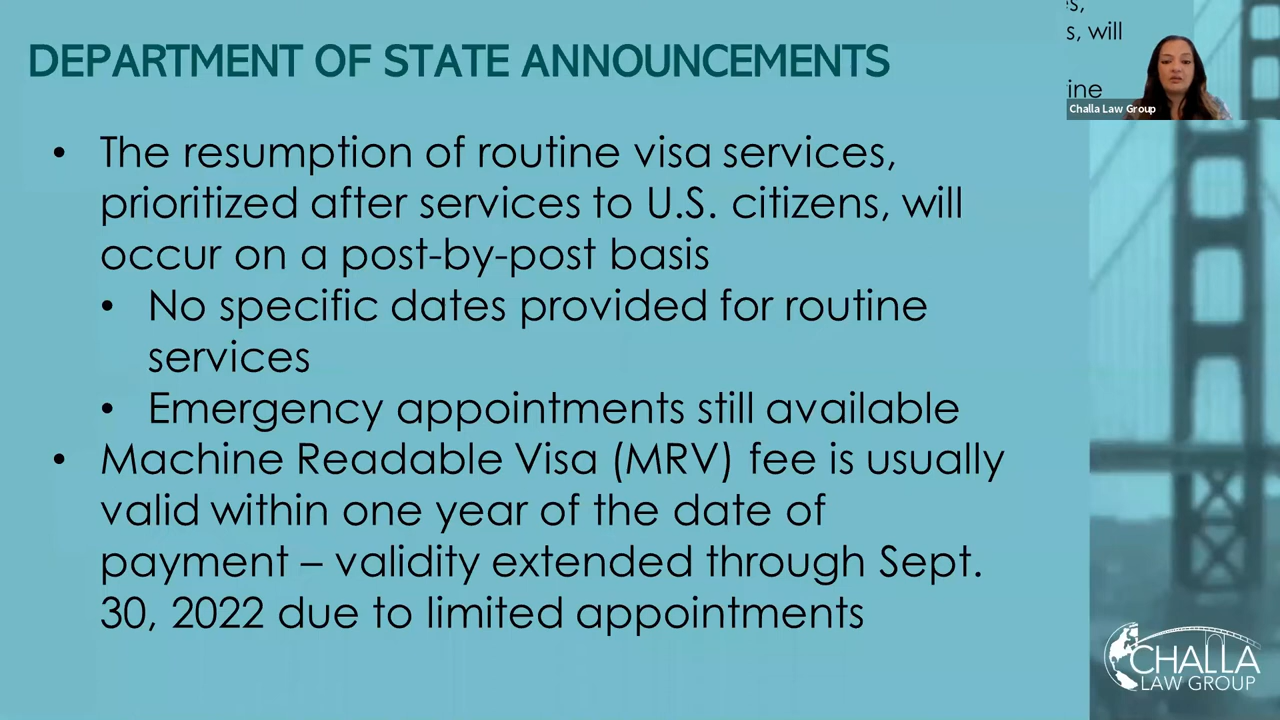 DEPARTMENT OF STATE ANNOUNCEMENTS
s, will
ine
Challa Law Group
• The resumption of routine visa services,
prioritized after services to U.S. citizens, will
occur on a post-by-post basis
• No specific dates provided for routine
services
• Emergency appointments still available
• Machine Readable Visa (MRV) fee is usually
valid within one year of the date of
payment – validity extended through Sept.
30, 2022 due to limited appointments
CHALLA
LAW GROUP